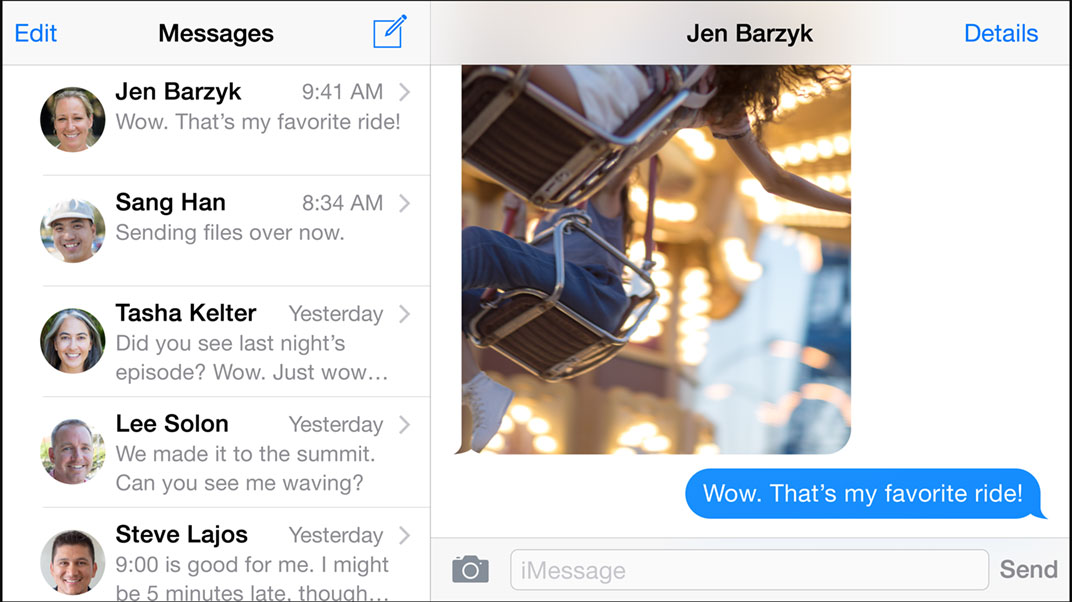 Edit
Messages
Jen Barzyk
9:41 AM
Wow. That’s my favorite ride!
Sang Han
8:34 AM
Sending files over now.
Tasha Kelter
Yesterday
Did you see last night’s
episode? Wow. Just wow…
Lee Solon
Yesterday
We made it to the summit.
Can you see me waving?
Steve Lajos
Yesterday
9:00 is good for me. I might
be 5 minutes late, though…
Jen Barzyk
Details
Wow. That’s my favorite ride!
iMessage
Send